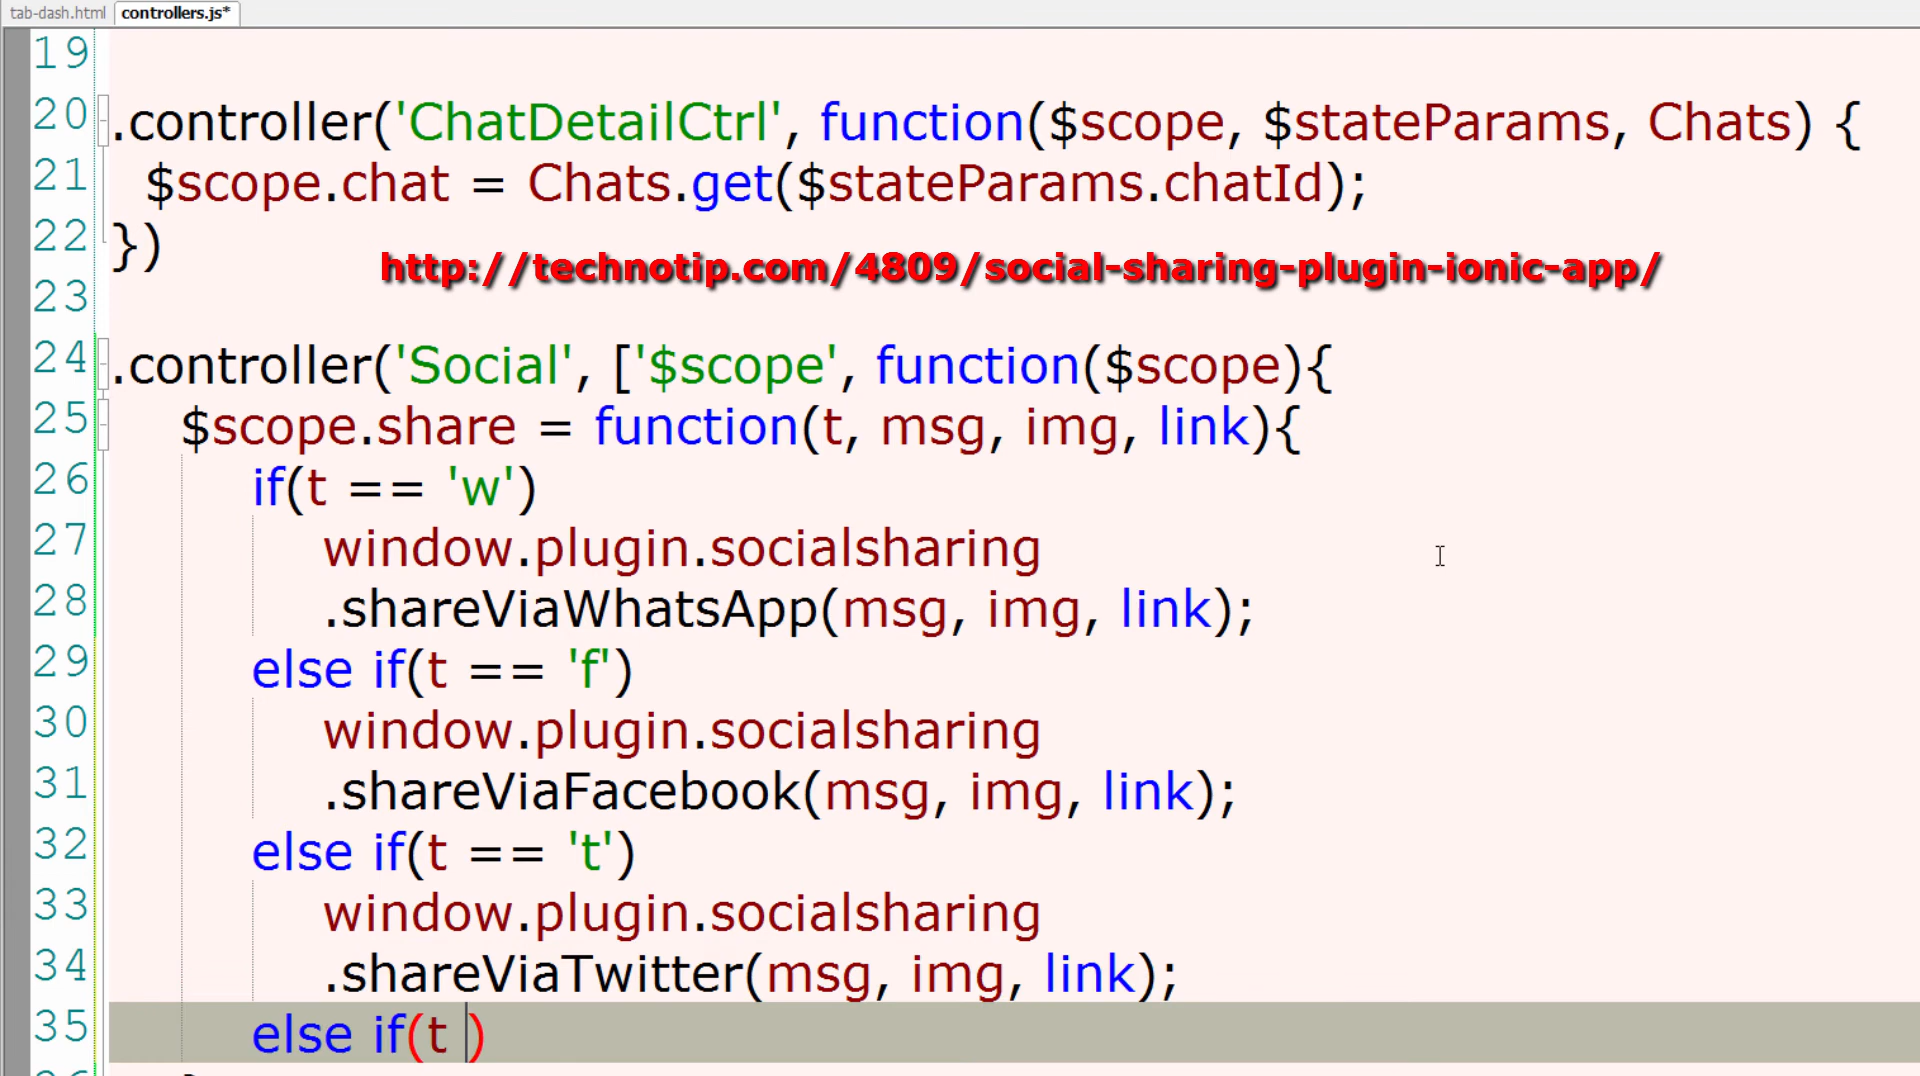 tab-dash.html controllers.js*
19
20 .controller('ChatDetailCtrl', function($scope, $stateParams, Chats) {
21 $scope.chat = Chats.get($stateParams.chatId);
22 })
http://technotip.com/4809/social-sharing-plugin-ionic-app/
23
24 .controller('Social', ['$scope', function($scope){
25 $scope.share = function(t, msg, img, link){
26 if(t == 'w')
27 window.plugin.socialsharing
28 .shareViaWhatsApp(msg, img, link);
29 else if(t == 'f')
30 window.plugin.socialsharing
31 .shareViaFacebook(msg, img, link);
32 else if(t == 't')
33 window.plugin.socialsharing
34 .shareViaTwitter(msg, img, link);
35 else if(t )